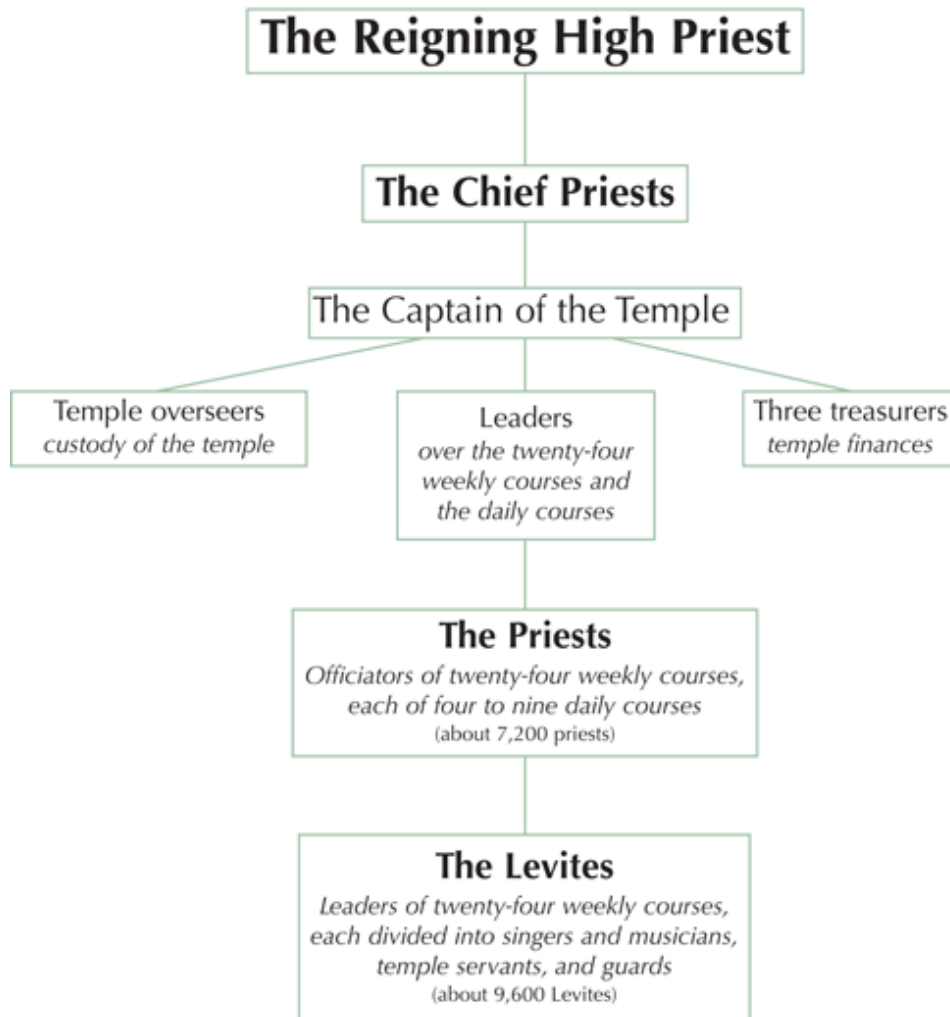 The Reigning High Priest
The Chief Priests
The Captain of the Temple
Temple overseers
custody of the temple
Leaders
over the twenty-four
weekly courses and
the daily courses
Three treasurers
temple finances
The Priests
Officiators of twenty-four weekly courses,
each of four to nine daily courses
(about 7,200 priests)
The Levites
Leaders of twenty-four weekly courses,
each divided into singers and musicians,
temple servants, and guards
(about 9,600 Levites)